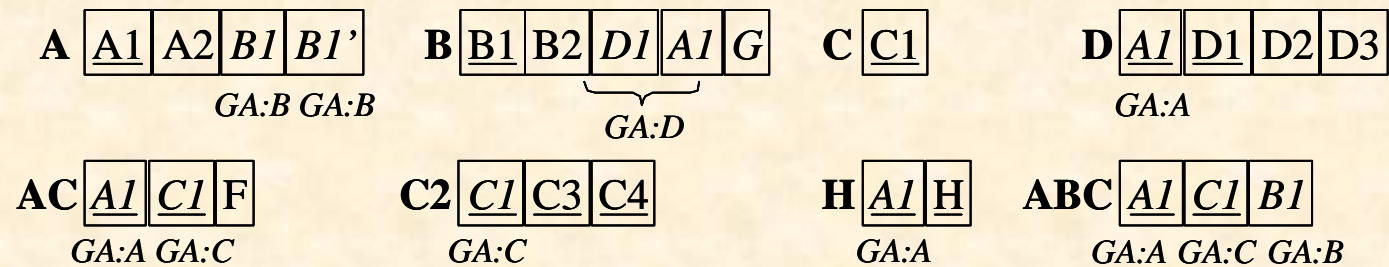 A A1 A2 B1 B1’ B B1 B2 D1 A1 G C C1 D A1 D1 D2 D3
GA:B GA:B GA:D GA:A
AC A1 C1 F C2 C1 C3 C4 H A1 H ABC A1 C1 B1
GA:A GA:C GA:C GA:A GA:A GA:C GA:B